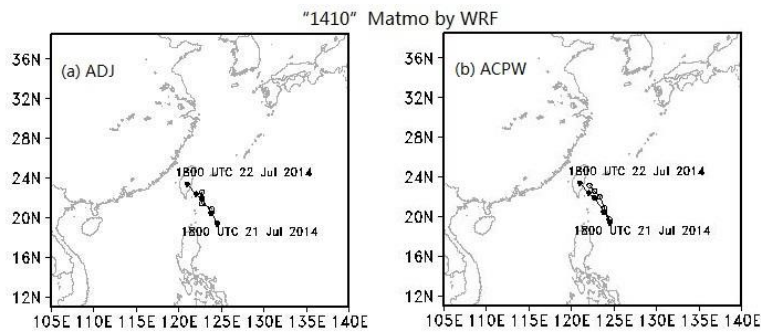 "1410" Matmo by WRF
(a) ADJ
36N
32N
28N
24N
20N
16N
12N
1800 UTC 22 Jul 2014
1800 UTC 21 Jul 2014
105E 110E 115E 120E 125E 130E 135E 140E
(b) ACPW
36N
32N
28N
24N
20N
16N
12N
1800 UTC 22 Jul 2014
1800 UTC 21 Jul 2014
105E 110E 115E 120E 125E 130E 135E 140E